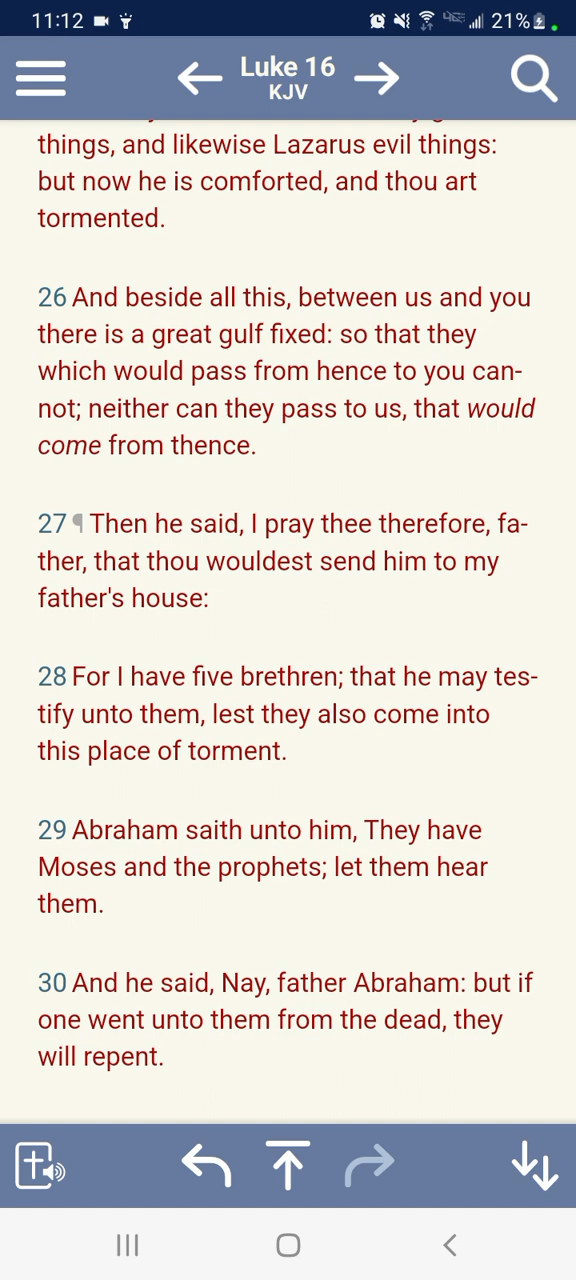 11:12
21%
Luke 16
KJV
things, and likewise Lazarus evil things:
but now he is comforted, and thou art
tormented.
26 And beside all this, between us and you
there is a great gulf fixed: so that they
which would pass from hence to you can-
not; neither can they pass to us, that would
come from thence.
27 ¶ Then he said, I pray thee therefore, fa-
ther, that thou wouldest send him to my
father's house:
28 For I have five brethren; that he may tes-
tify unto them, lest they also come into
this place of torment.
29 Abraham saith unto him, They have
Moses and the prophets; let them hear
them.
30 And he said, Nay, father Abraham: but if
one went unto them from the dead, they
will repent.